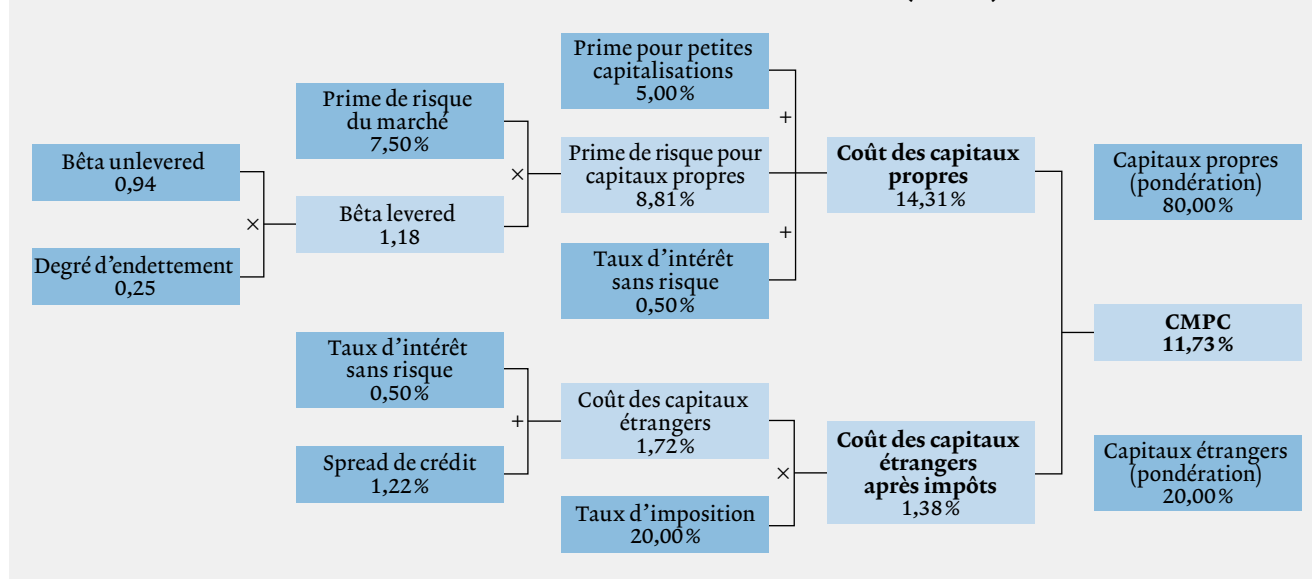 Prime pour petites
capitalisations
5,00%
Prime de risque
du marché
7,50%
+
Bêta unlevered
0,94
×
Prime de risque pour
capitaux propres
8,81%
Coût des capitaux
propres
14,31%
Capitaux propres
(pondération)
80,00%
×
Bêta levered
1,18
+
Degré d'endettement
0,25
Taux d'intérêt
sans risque
0,50%
CMPC
11,73%
Taux d'intérêt
sans risque
0,50%
+
Coût des capitaux
étrangers
1,72%
Spread de crédit
1,22%
×
Coût des capitaux
étrangers
après impôts
1,38%
Capitaux étrangers
(pondération)
20,00%
Taux d'imposition
20,00%